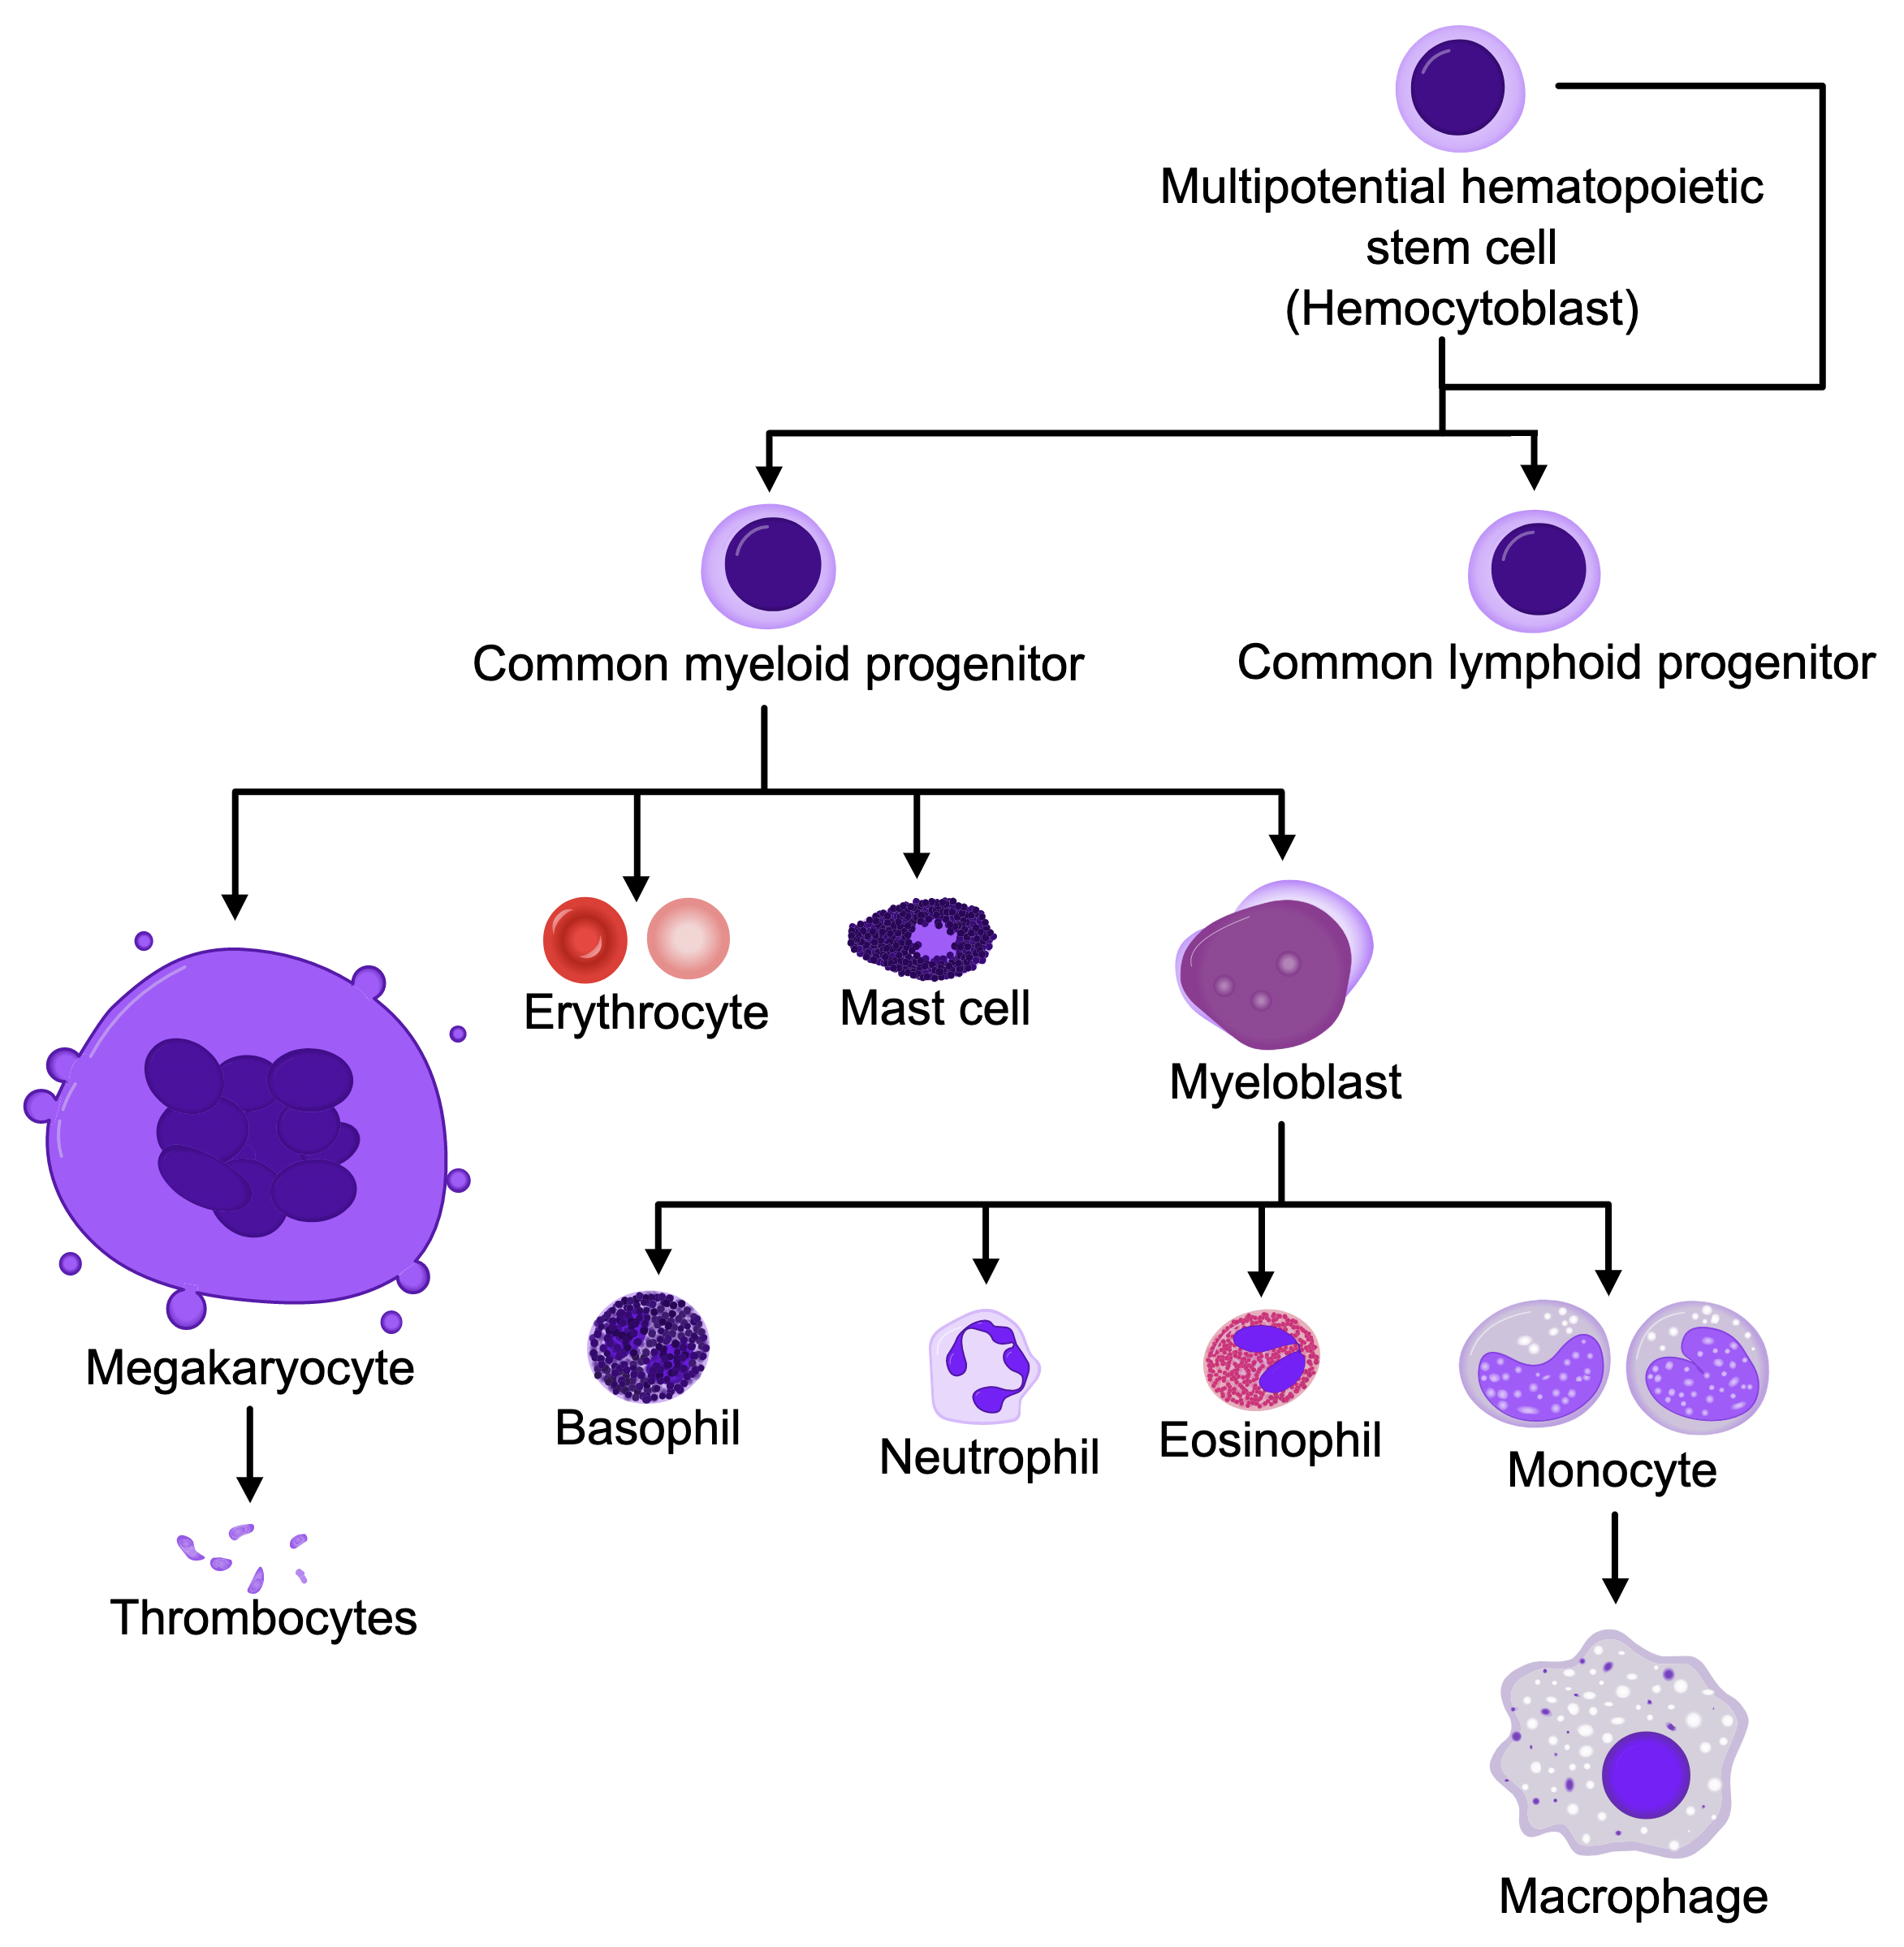 Multipotential hematopoietic
stem cell
(Hemocytoblast)
Common myeloid progenitor
Common lymphoid progenitor
Erythrocyte
Mast cell
Myeloblast
Megakaryocyte
Basophil
Neutrophil
Eosinophil
Monocyte
Thrombocytes
Macrophage